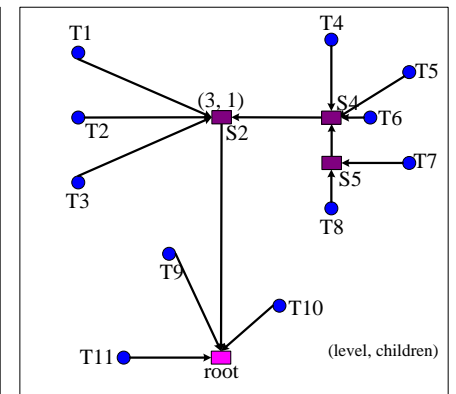 T1
T4
T5
(3, 1)
S4
T2
S2
T6
T3
S5
T7
T8
T9
T10
(level, children)
T11
root